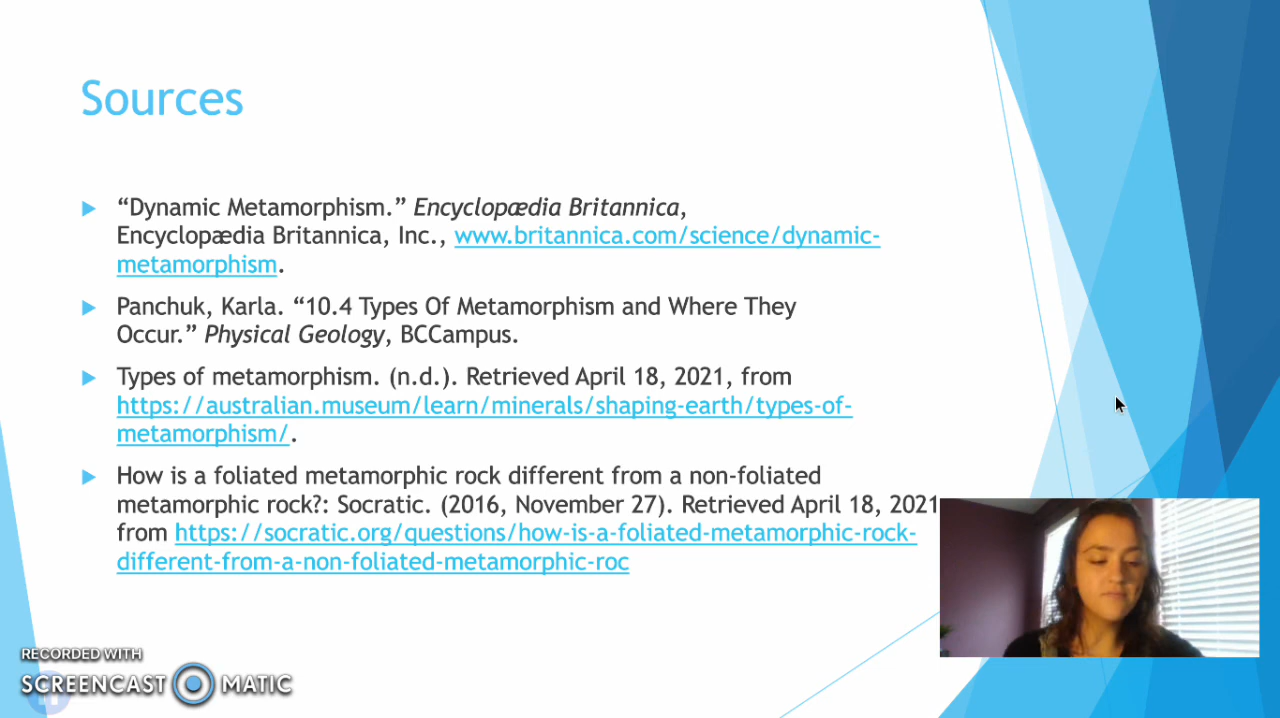 Sources
“Dynamic Metamorphism.” Encyclopædia Britannica,
Encyclopædia Britannica, Inc., www.britannica.com/science/dynamic-
metamorphism.
Panchuk, Karla. “10.4 Types Of Metamorphism and Where They
Occur.” Physical Geology, BCCampus.
Types of metamorphism. (n.d.). Retrieved April 18, 2021, from
https://australian.museum/learn/minerals/shaping-earth/types-of-
metamorphism/.
How is a foliated metamorphic rock different from a non-foliated
metamorphic rock?: Socratic. (2016, November 27). Retrieved April 18, 2021
from https://socratic.org/questions/how-is-a-foliated-metamorphic-rock-
different-from-a-non-foliated-metamorphic-roc
RECORDED WITH
SCREENCAST MATIC